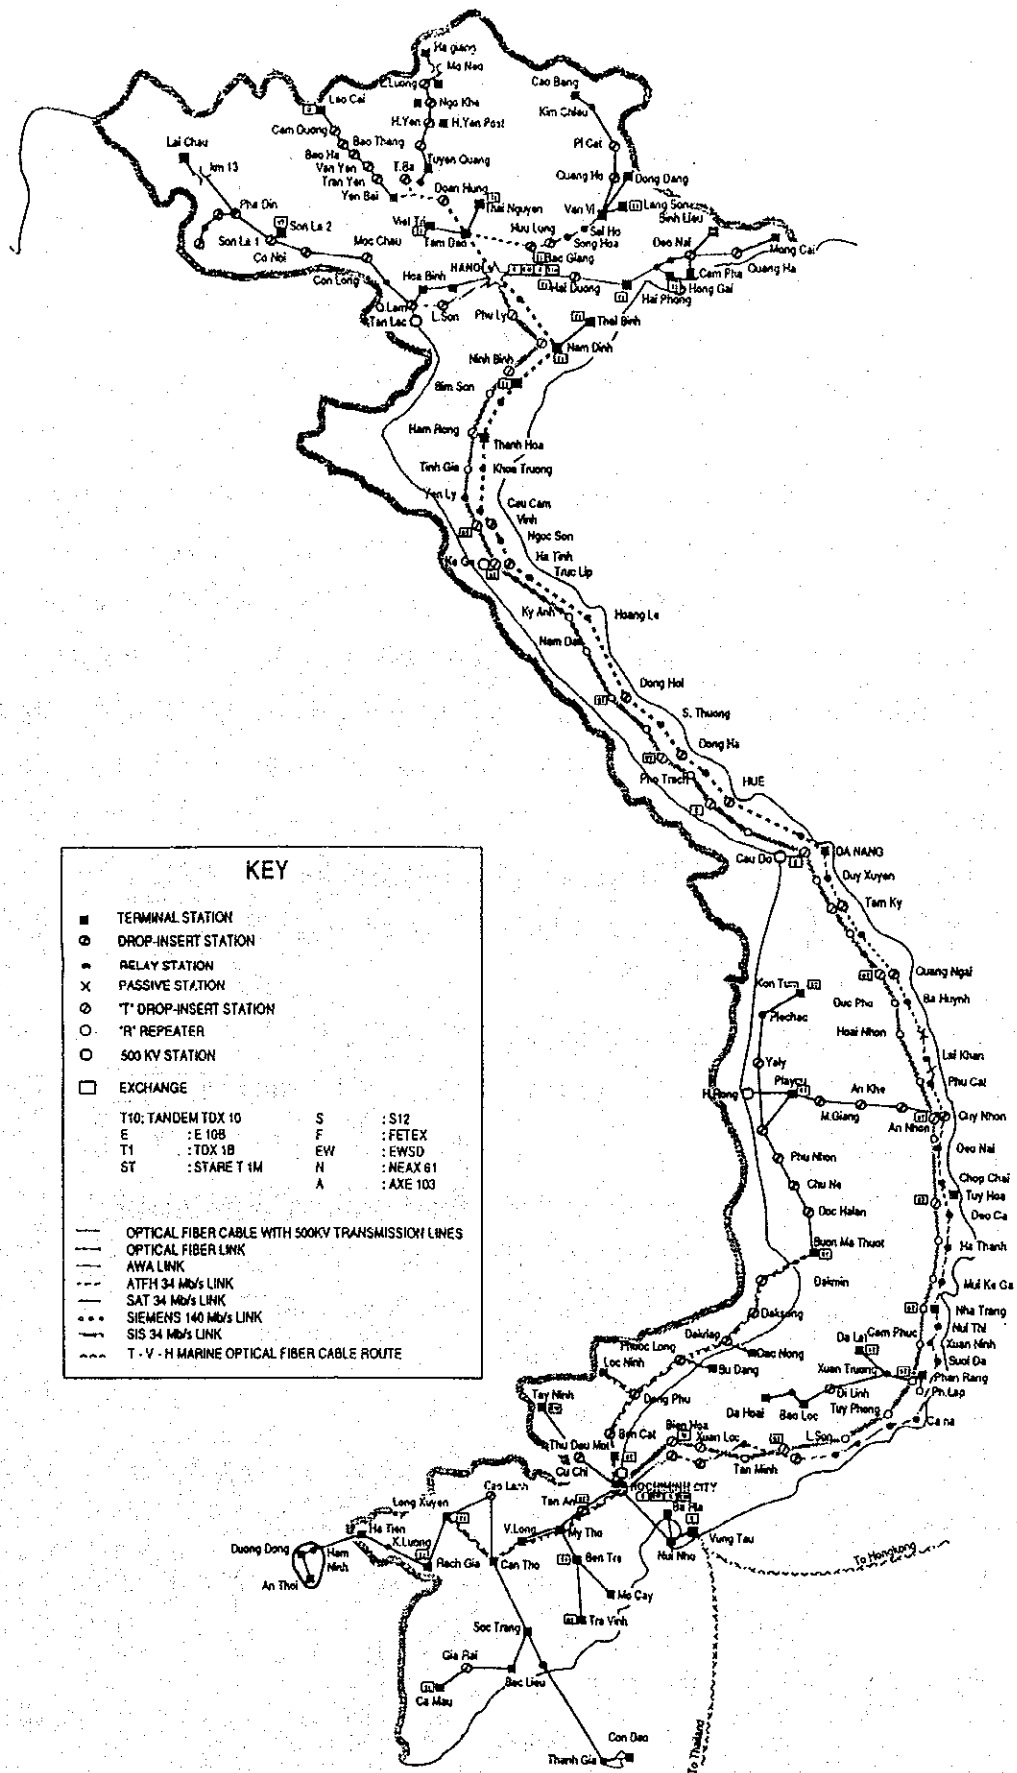 Ha giang
Mo Neo
L.Luong
Cao Bang
Lao Cai
Ngo Khe
Kim Chieu
H.Yen
H.Yen Post
Cam Duong
Lai Chau
Bao Thang
Pl Cat
Bao Ha
km 13
Van Yen
T.Ba
Tuyen Quang
Tran Yen
Quang Ho
Dong Dang
Yen Bai
Doan Hung
Pha Din
Thai Nguyen
Van Vi
Lang Son
Binh Lieu
Son La 2
Viet Tri
Huu Lung
Sai Ho
Son La 1
Tam Dao
Song Hoa
Deo Nai
Mong Cai
Co Noi
Moc Chau
Bac Giang
Quang Ha
Con Long
Hoa Binh
HANOI
Hai Duong
Cam Pha
Hai Phong
Hong Gai
O.Lam
L.Son
Phu Ly
Thai Binh
Tan Lac
Nam Dinh
Ninh Binh
Bim Son
Ham Rong
Thanh Hoa
Tinh Gia
Khoa Truong
Yen Ly
Cau Cam
Vinh
Ngoc Son
Ke Go
Ha Tinh
Truc Lip
Ky Anh
Hoang Le
Nam Dan
Dong Hoi
S. Thuong
Dong Ha
Pho Trach
HUE
Cau Do
DA NANG
Duy Xuyen
Tam Ky
Quang Ngai
Kon Tum
Duc Pho
Ba Huynh
Plechac
Hoai Nhon
Lai Khan
Yaly
Phu Cat
H.Rong
Playcu
An Khe
M.Giang
An Nhon
Quy Nhon
Phu Nhon
Deo Nai
Chu Ne
Chop Chai
Tuy Hoa
Doc Halan
Deo Ca
Buon Ma Thuot
Ha Thanh
Dakmin
Mui Ke Ga
Daksong
Nha Trang
Da Lat
Cam Phuc
Nui Thi
Dakrlap
Xuan Ninh
Phuoc Long
Dac Nong
Suoi Da
Loc Ninh
Bu Dang
Xuan Truong
Phan Rang
Tay Ninh
Dong Phu
Di Linh
Ph.Lap
Da Hoai
Bao Loc
Tuy Phong
Ca na
Ben Cat
Bien Hoa
Xuan Loc
L.Son
Thu Dau Mot
Cu Chi
Tan Minh
HOCHIMINH CITY
Cao Lanh
Tan An
Ba Ria
Long Xuyen
Ha Tien
V.Long
My Tho
Vung Tau
X.Luong
Nui Nho
To Hongkong
Duong Dong
Ham
Ninh
Rach Gia
Can Tho
Ben Tre
An Thoi
Mo Cay
Tra Vinh
Soc Trang
Gia Rai
Bac Lieu
Ca Mau
Con Dao
Thanh Gia
To Thailand
KEY
TERMINAL STATION
DROP-INSERT STATION
RELAY STATION
PASSIVE STATION
"T" DROP-INSERT STATION
"R" REPEATER
500 KV STATION
EXCHANGE
T10: TANDEM TDX 10 S : S12
E : E 10B F : FETEX
T1 : TDX 1B EW : EWSD
ST : STARE T 1M N : NEAX 61
A : AXE 103
OPTICAL FIBER CABLE WITH 500KV TRANSMISSION LINES
OPTICAL FIBER LINK
AWA LINK
ATFH 34 Mb/s LINK
SAT 34 Mb/s LINK
SIEMENS 140 Mb/s LINK
SIS 34 Mb/s LINK
T - V - H MARINE OPTICAL FIBER CABLE ROUTE